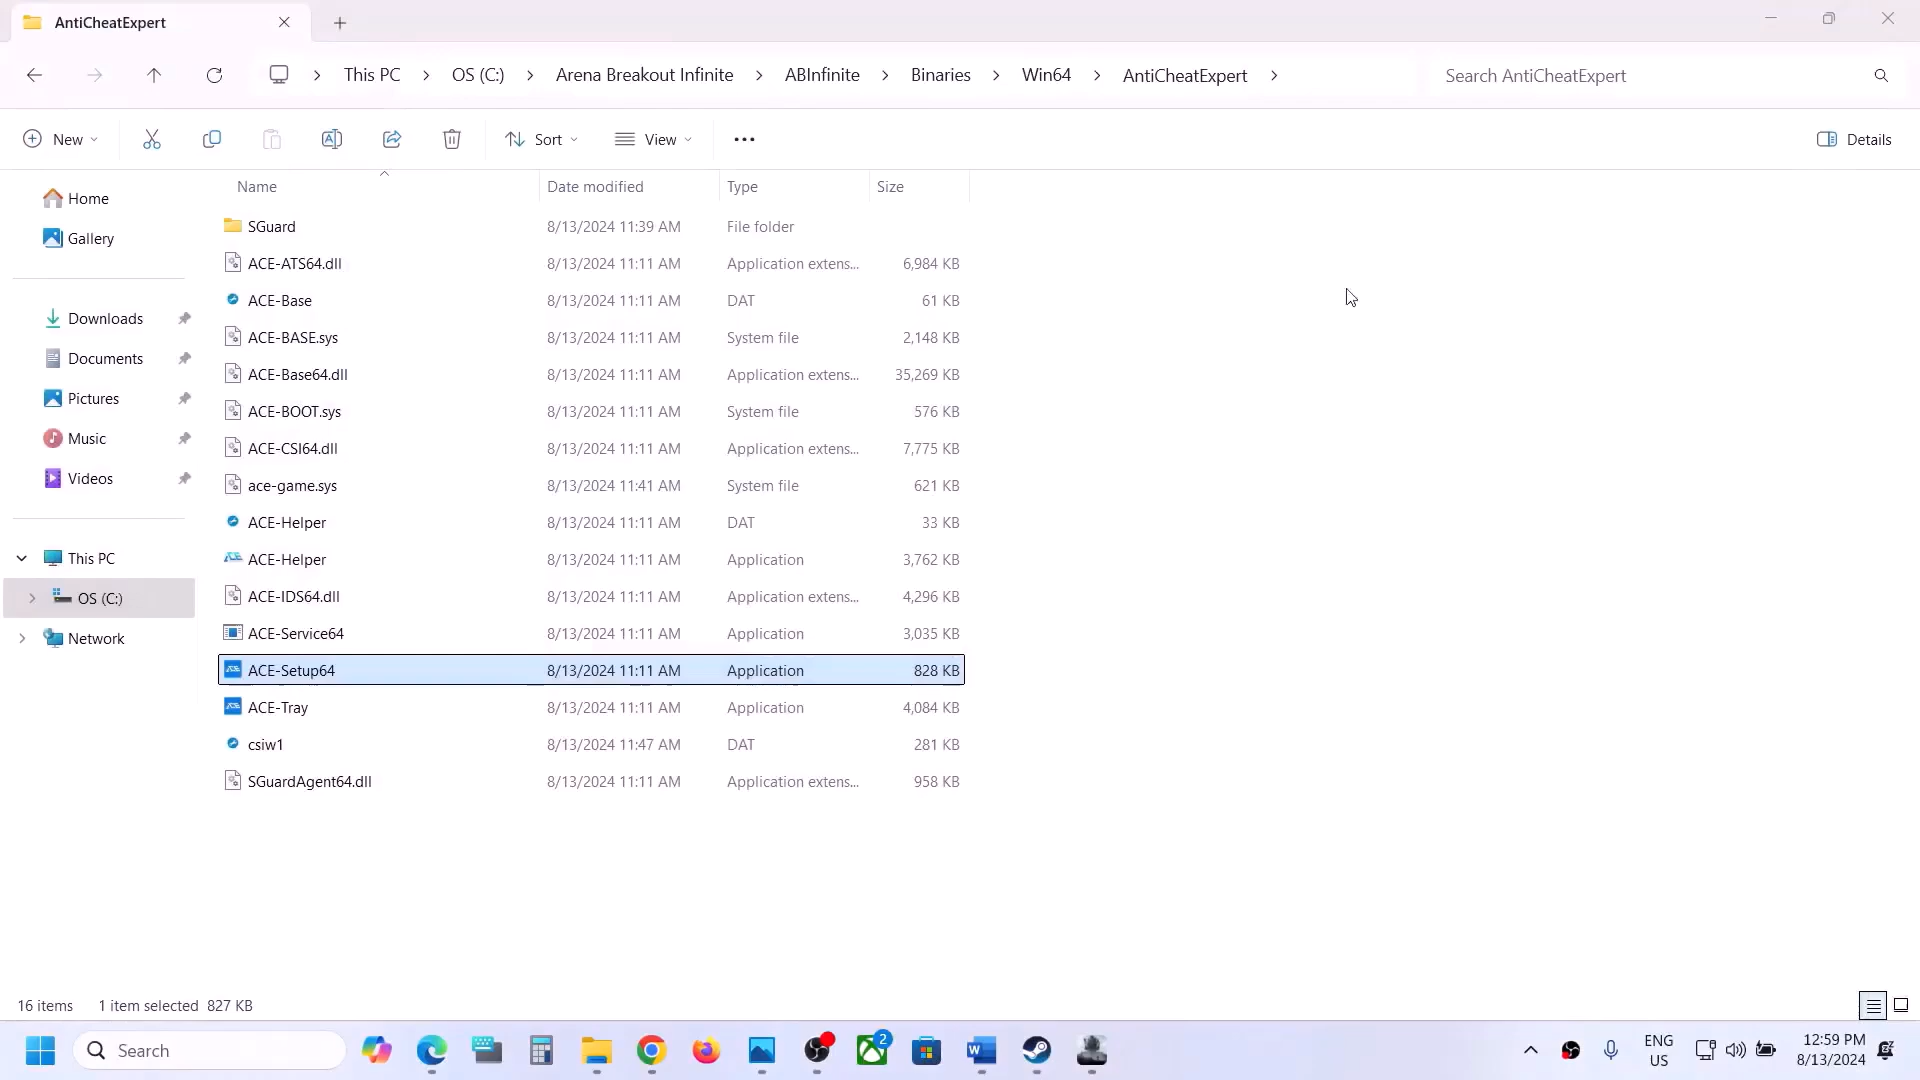 AntiCheatExpert
This PC > OS (C:) > Arena Breakout Infinite > ABInfinite > Binaries > Win64 > AntiCheatExpert >
Search AntiCheatExpert
New
Sort
View
Details
Name Date modified Type Size
Home
Gallery
Downloads
Documents
Pictures
Music
Videos
This PC
OS (C:)
Network
SGuard 8/13/2024 11:39 AM File folder
ACE-ATS64.dll 8/13/2024 11:11 AM Application extens... 6,984 KB
ACE-Base 8/13/2024 11:11 AM DAT 61 KB
ACE-BASE.sys 8/13/2024 11:11 AM System file 2,148 KB
ACE-Base64.dll 8/13/2024 11:11 AM Application extens... 35,269 KB
ACE-BOOT.sys 8/13/2024 11:11 AM System file 576 KB
ACE-CSI64.dll 8/13/2024 11:11 AM Application extens... 7,775 KB
ace-game.sys 8/13/2024 11:41 AM System file 621 KB
ACE-Helper 8/13/2024 11:11 AM DAT 33 KB
ACE-Helper 8/13/2024 11:11 AM Application 3,762 KB
ACE-IDS64.dll 8/13/2024 11:11 AM Application extens... 4,296 KB
ACE-Service64 8/13/2024 11:11 AM Application 3,035 KB
ACE-Setup64 8/13/2024 11:11 AM Application 828 KB
ACE-Tray 8/13/2024 11:11 AM Application 4,084 KB
csiw1 8/13/2024 11:47 AM DAT 281 KB
SGuardAgent64.dll 8/13/2024 11:11 AM Application extens... 958 KB
16 items 1 item selected 827 KB
Search
2
ENG
US
12:59 PM
8/13/2024